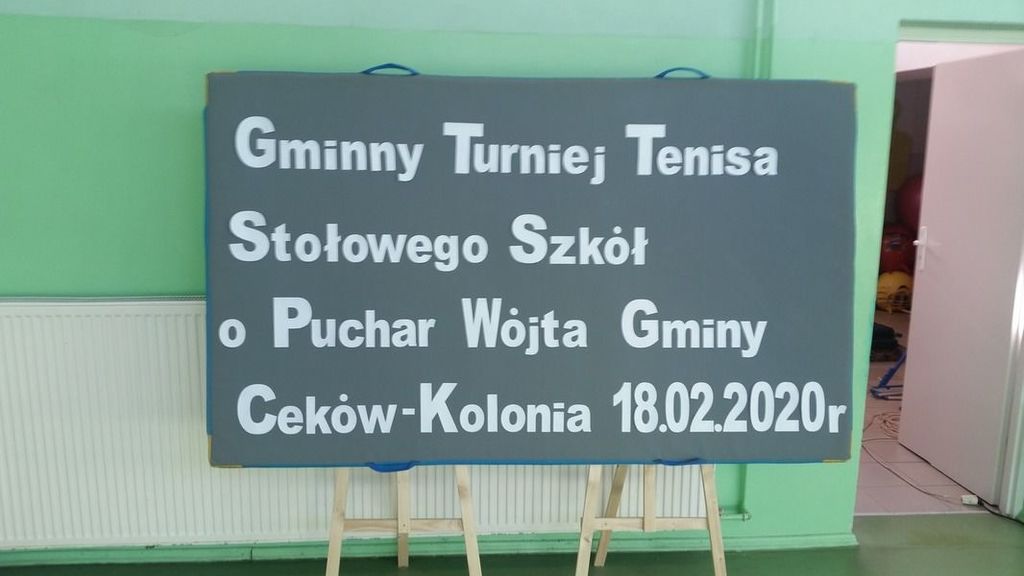 Gminny Turniej Tenisa
Stołowego Szkół
o Puchar Wójta Gminy
Ceków-Kolonia 18.02.2020r